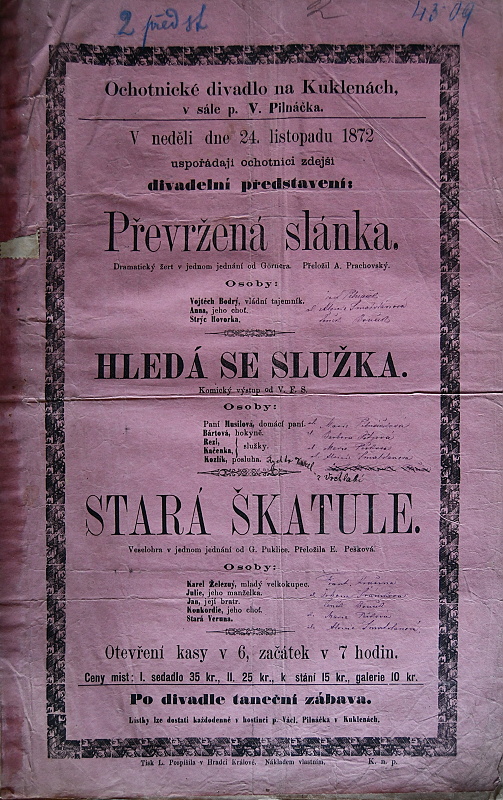 2 předst
2
43-09
Ochotnické divadlo na Kuklenách,
v sále p. V. Pilnáčka.
V neděli dne 24. listopadu 1872
uspořádají ochotníci zdejší
divadelní představení:
Převržená slánka.
Dramatický žert v jednom jednání od Görnera. Přeložil A. Prachovský.
Osoby:
Vojtěch Bodrý, vládní tajemník.
Anna, jeho choť.
Strýc Hovorka.
HLEDÁ SE SLUŽKA.
Komický výstup od V. F. S.
Osoby:
Paní Husilová, domácí paní.
Bártová, hokyně.
Rezi,
Kačenka, } služky.
Kozlík, posluha.
STARÁ ŠKATULE.
Veselohra v jednom jednání od G. Puklice. Přeložila E. Pešková.
Osoby:
Karel Železný, mladý velkokupec.
Julie, jeho manželka.
Jan, její bratr.
Konkordie, jeho choť.
Stará Veruna.
Otevření kasy v 6, začátek v 7 hodin.
Ceny míst: I. sedadlo 35 kr., II. 25 kr., k stání 15 kr., galerie 10 kr.
Po divadle taneční zábava.
Lístky lze dostati každodenně v hostinci p. Václ. Pilnáčka v Kuklenách.
Tisk L. Pospíšila v Hradci Králové. Nákladem vlastním. K. n. p.